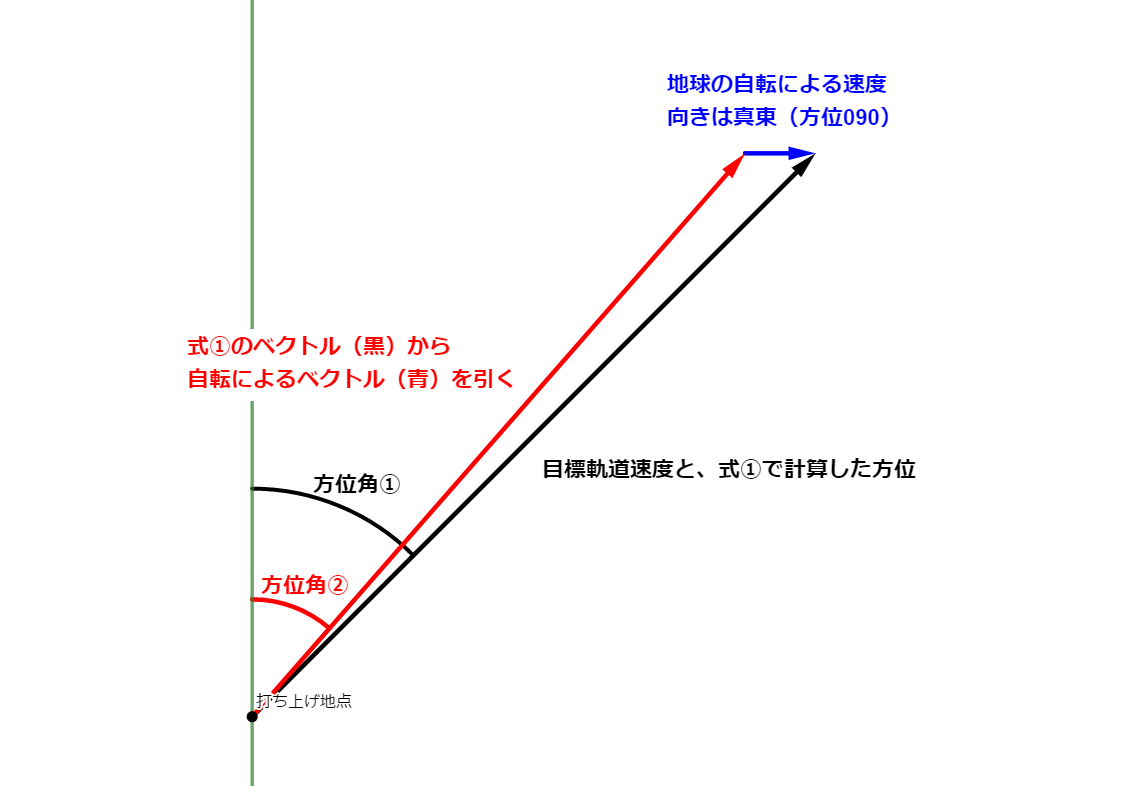 地球の自転による速度
向きは真東（方位090）
式①のベクトル（黒）から
自転によるベクトル（青）を引く
目標軌道速度と、式①で計算した方位
方位角①
方位角②
打ち上げ地点